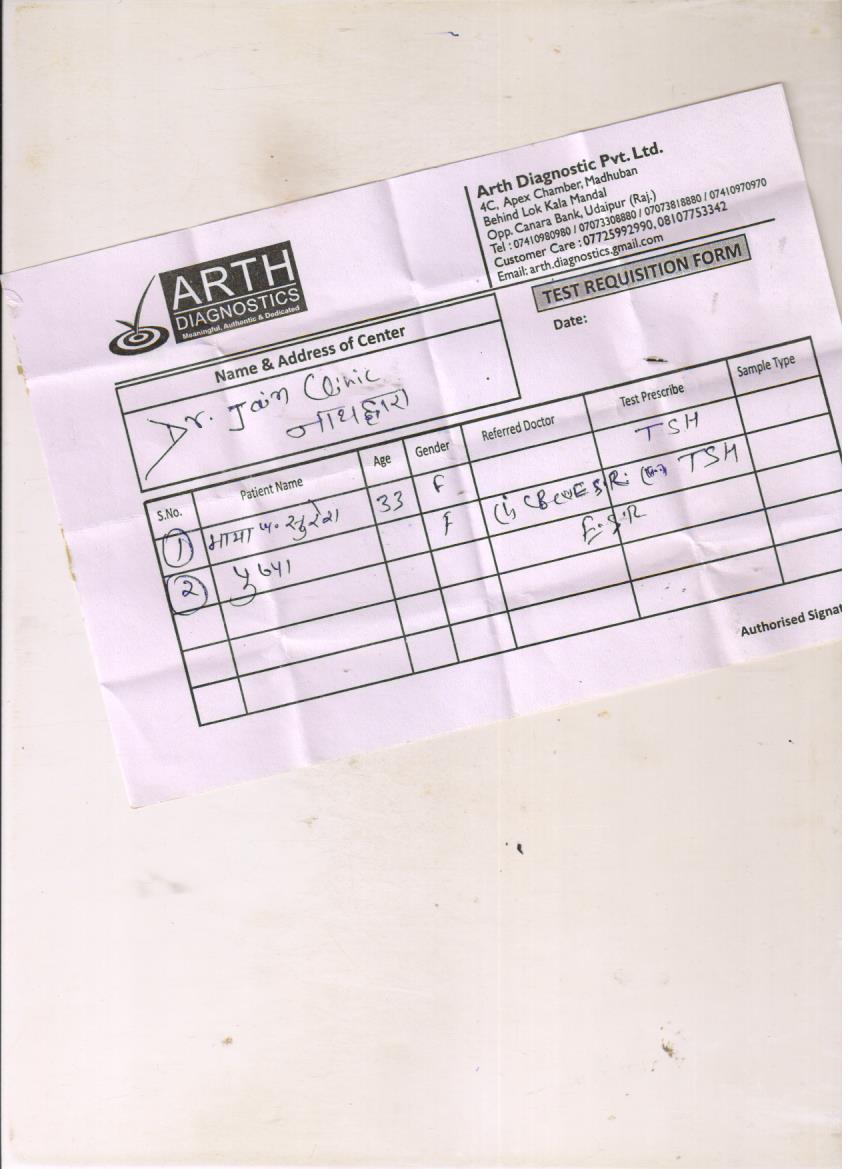 ARTH
DIAGNOSTICS
Meaningful, Authentic & Dedicated
Arth Diagnostic Pvt. Ltd.
4C, Apex Chamber, Madhuban
Behind Lok Kala Mandal
Opp. Canara Bank, Udaipur (Raj.)
Tel : 07410980980 / 07073308880 / 07073818880 / 07410970970
Customer Care : 07725992990, 08107753342
Email: arth.diagnostics.gmail.com
TEST REQUISITION FORM
Date:
Name & Address of Center
Dr. Jain Clinic
नाथद्वारा
S.No. Patient Name Age Gender Referred Doctor Test Prescribe Sample Type
1 माया प. सुरेश 33 F TSH
2 F E.S.R. TSH
E.S.R
Authorised Signat